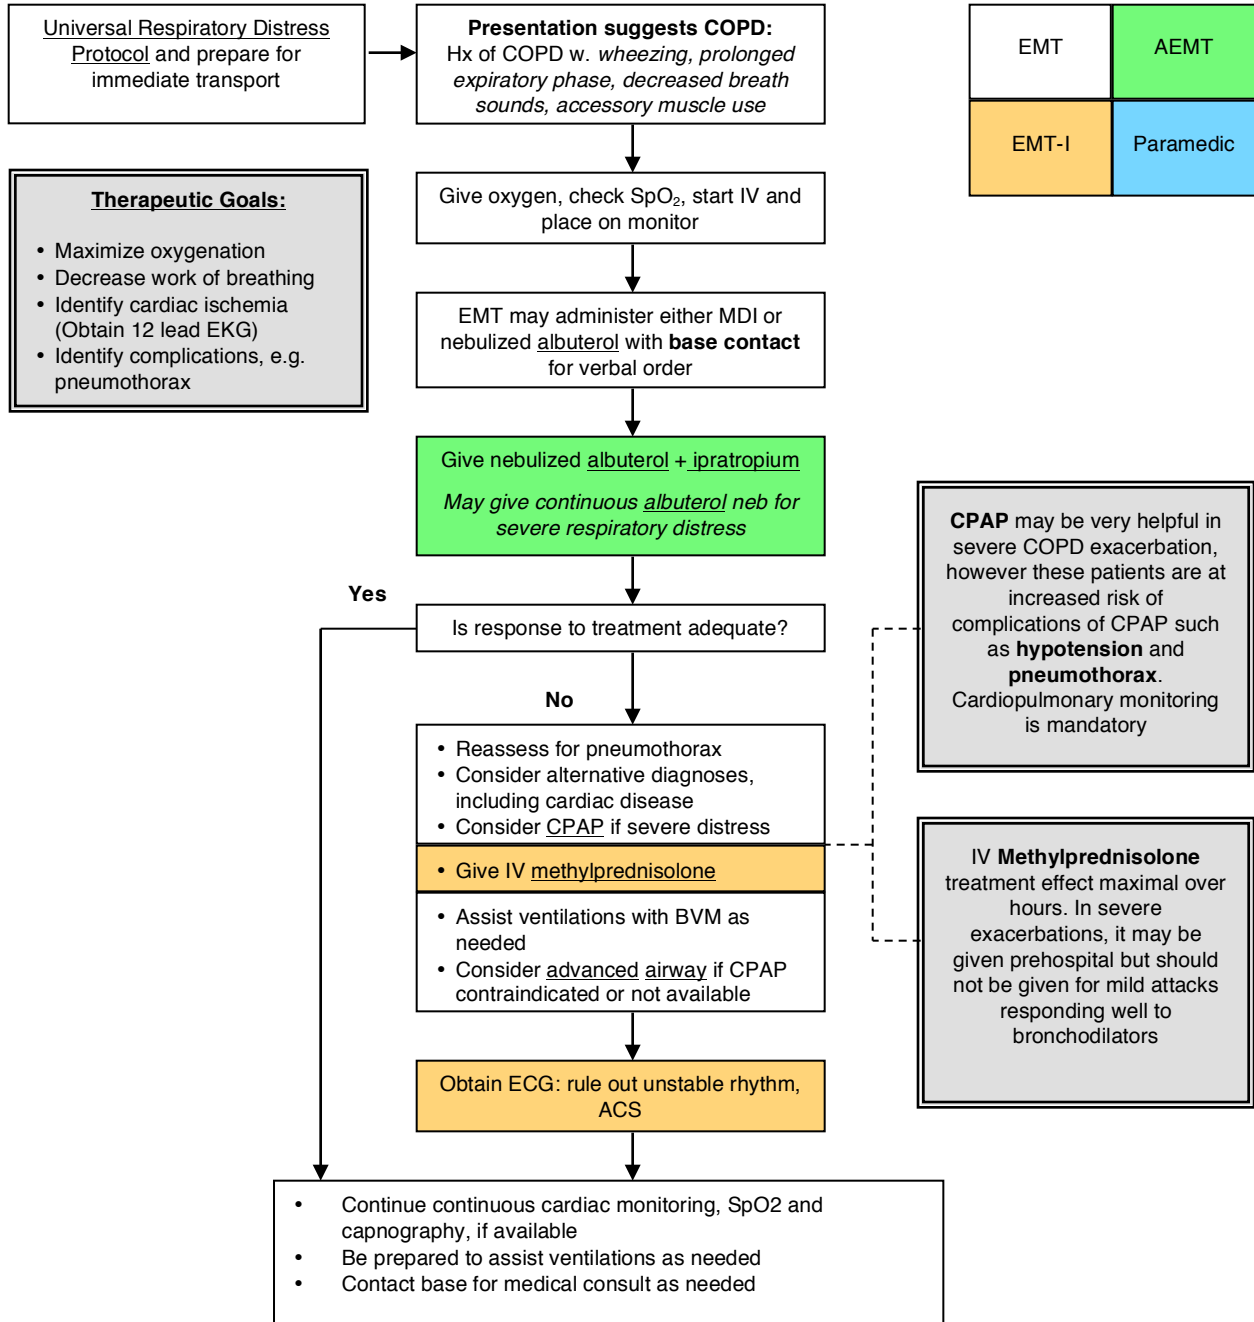 Universal Respiratory Distress
Protocol and prepare for
immediate transport
Presentation suggests COPD:
Hx of COPD w. wheezing, prolonged
expiratory phase, decreased breath
sounds, accessory muscle use
EMT
AEMT
EMT-I
Paramedic
Therapeutic Goals:
• Maximize oxygenation
• Decrease work of breathing
• Identify cardiac ischemia
(Obtain 12 lead EKG)
• Identify complications, e.g.
pneumothorax
Give oxygen, check SpO₂, start IV and
place on monitor
EMT may administer either MDI or
nebulized albuterol with base contact
for verbal order
Give nebulized albuterol + ipratropium
May give continuous albuterol neb for
severe respiratory distress
Yes
Is response to treatment adequate?
No
• Reassess for pneumothorax
• Consider alternative diagnoses,
including cardiac disease
• Consider CPAP if severe distress
• Give IV methylprednisolone
• Assist ventilations with BVM as
needed
• Consider advanced airway if CPAP
contraindicated or not available
CPAP may be very helpful in
severe COPD exacerbation,
however these patients are at
increased risk of
complications of CPAP such
as hypotension and
pneumothorax.
Cardiopulmonary monitoring
is mandatory
IV Methylprednisolone
treatment effect maximal over
hours. In severe
exacerbations, it may be
given prehospital but should
not be given for mild attacks
responding well to
bronchodilators
Obtain ECG: rule out unstable rhythm,
ACS
• Continue continuous cardiac monitoring, SpO2 and
capnography, if available
• Be prepared to assist ventilations as needed
• Contact base for medical consult as needed